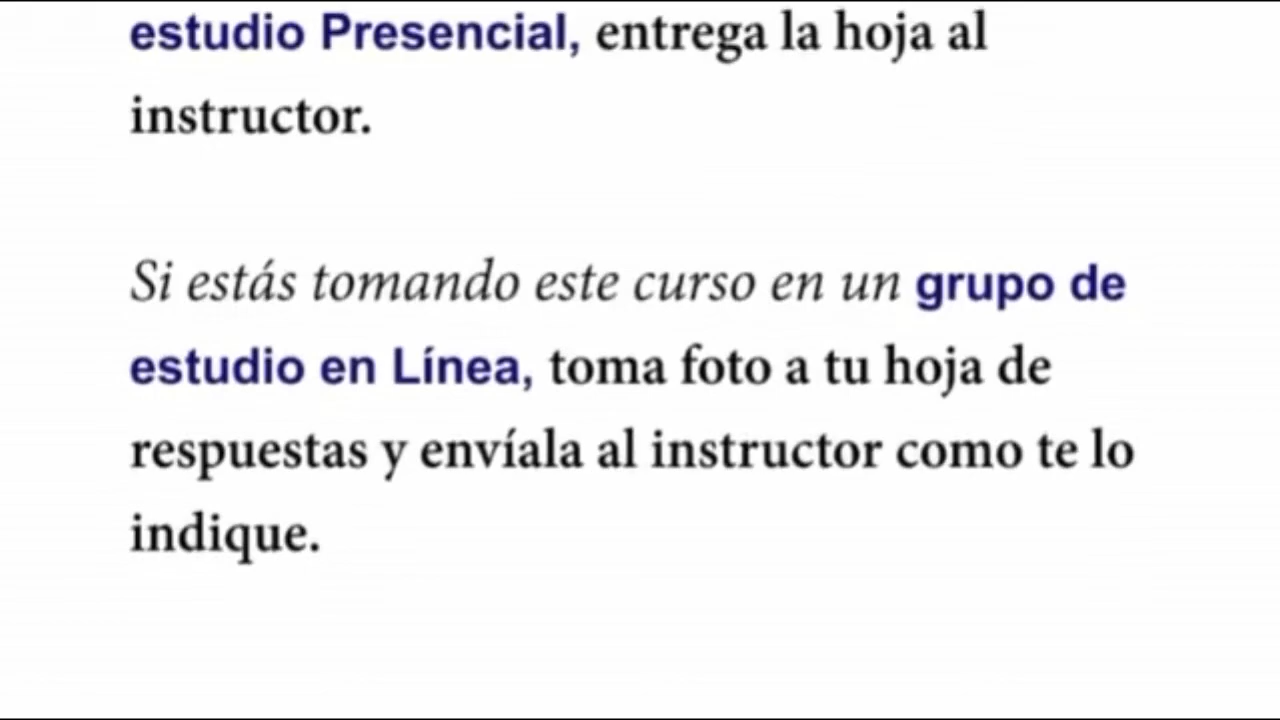 estudio Presencial, entrega la hoja al
instructor.
Si estás tomando este curso en un grupo de
estudio en Línea, toma foto a tu hoja de
respuestas y envíala al instructor como te lo
indique.